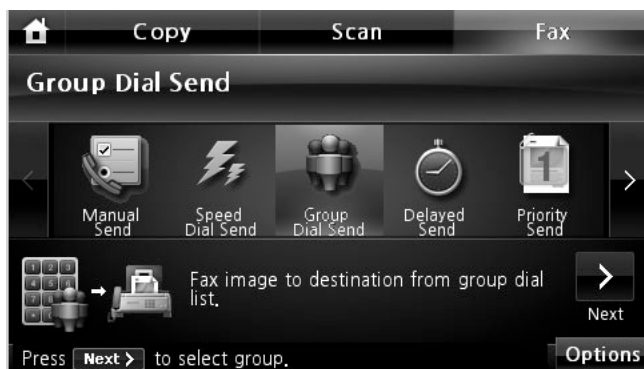 Copy Scan Fax
Group Dial Send
Manual Send
Speed Dial Send
Group Dial Send
Delayed Send
1
Priority Send
Fax image to destination from group dial
list.
Next
Press Next > to select group.
Options